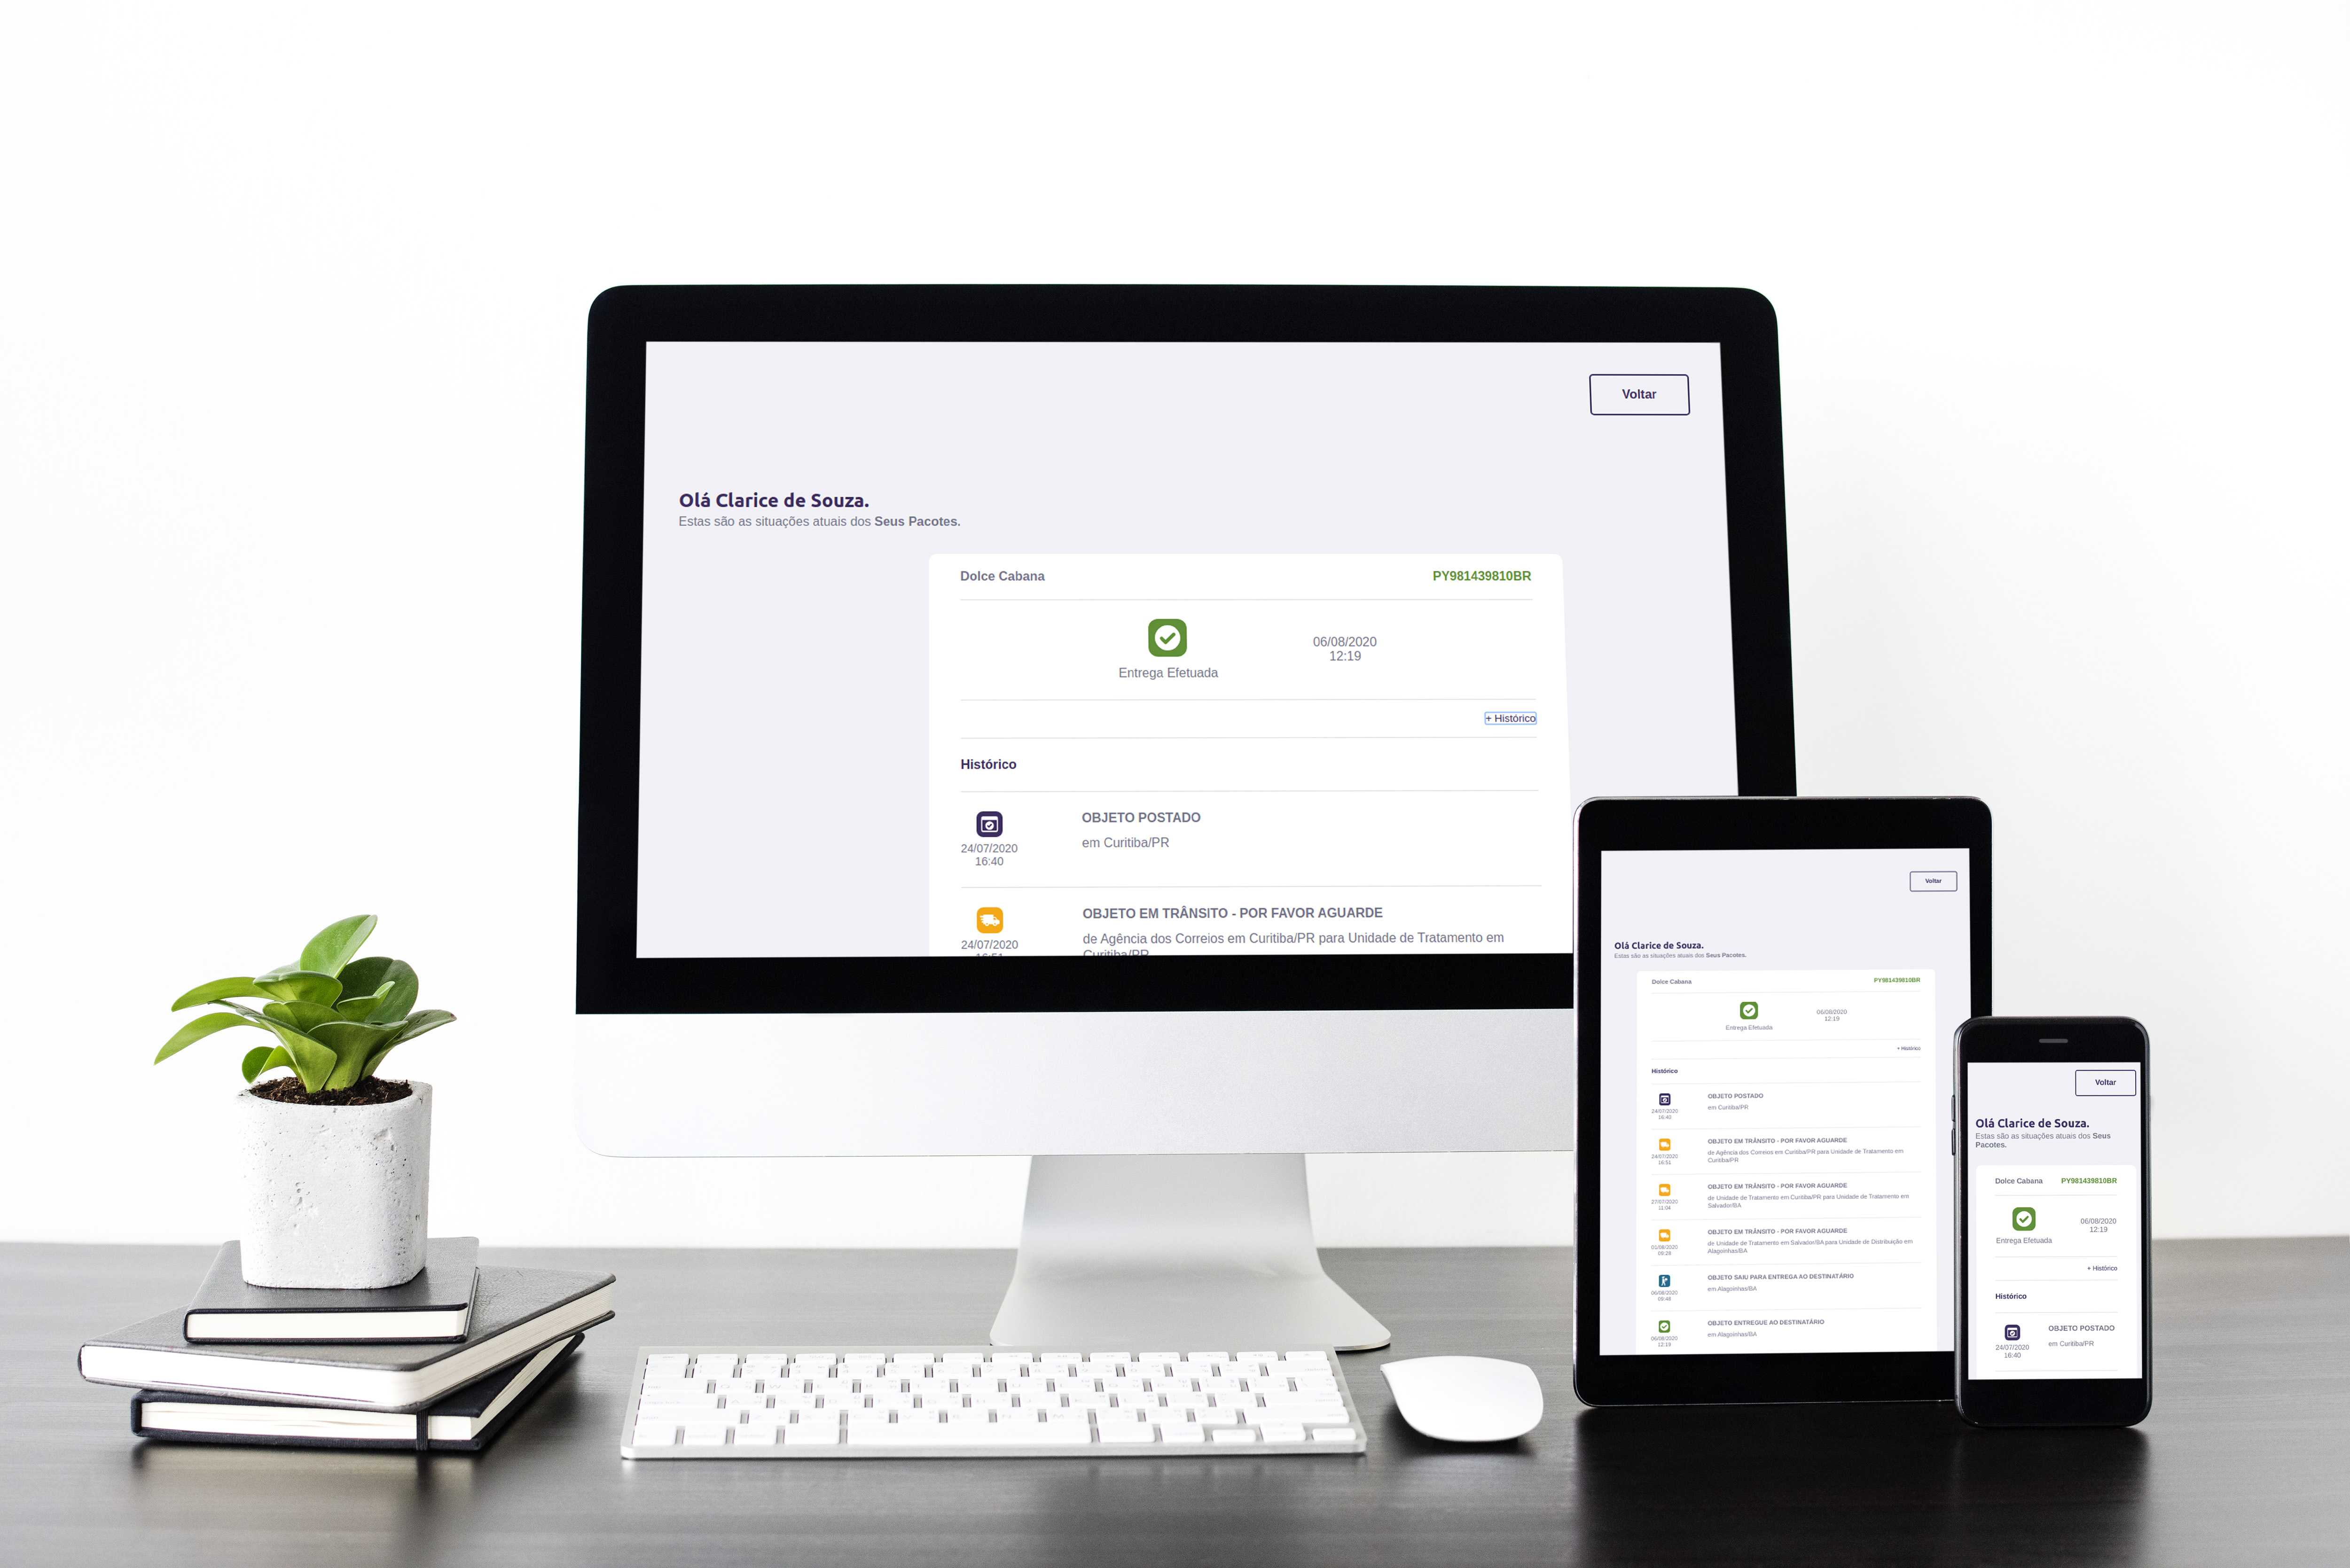 Voltar
Olá Clarice de Souza.
Estas são as situações atuais dos Seus Pacotes.
Dolce Cabana PY981439810BR
Entrega Efetuada
06/08/2020
12:19
+ Histórico
Histórico
24/07/2020
16:40
OBJETO POSTADO
em Curitiba/PR
24/07/2020
OBJETO EM TRÂNSITO - POR FAVOR AGUARDE
de Agência dos Correios em Curitiba/PR para Unidade de Tratamento em
Curitiba/PR
Voltar
Olá Clarice de Souza.
Estas são as situações atuais dos Seus Pacotes.
Dolce Cabana PY981439810BR
Entrega Efetuada
06/08/2020
12:19
+ Histórico
Histórico
24/07/2020
16:40
OBJETO POSTADO
em Curitiba/PR
24/07/2020
16:51
OBJETO EM TRÂNSITO - POR FAVOR AGUARDE
de Agência dos Correios em Curitiba/PR para Unidade de Tratamento em
Curitiba/PR
27/07/2020
11:04
OBJETO EM TRÂNSITO - POR FAVOR AGUARDE
de Unidade de Tratamento em Curitiba/PR para Unidade de Tratamento em
Salvador/BA
01/08/2020
09:28
OBJETO EM TRÂNSITO - POR FAVOR AGUARDE
de Unidade de Tratamento em Salvador/BA para Unidade de Distribuição em
Alagoinhas/BA
06/08/2020
09:48
OBJETO SAIU PARA ENTREGA AO DESTINATÁRIO
em Alagoinhas/BA
06/08/2020
12:19
OBJETO ENTREGUE AO DESTINATÁRIO
em Alagoinhas/BA
Voltar
Olá Clarice de Souza.
Estas são as situações atuais dos Seus
Pacotes.
Dolce Cabana PY981439810BR
Entrega Efetuada
06/08/2020
12:19
+ Histórico
Histórico
24/07/2020
16:40
OBJETO POSTADO
em Curitiba/PR